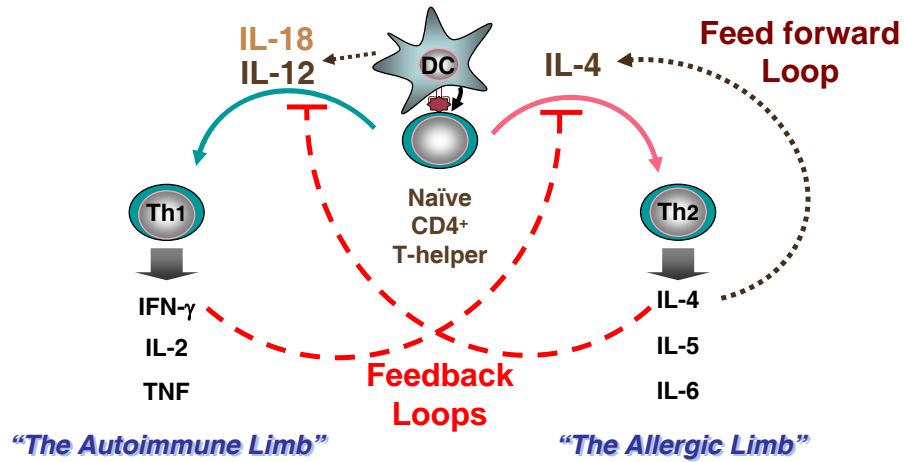 IL-18
IL-12
DC
IL-4
Feed forward
Loop
Th1
Naïve
CD4+
T-helper
Th2
IFN-γ
IL-2
TNF
IL-4
IL-5
IL-6
Feedback
Loops
“The Autoimmune Limb”
“The Allergic Limb”